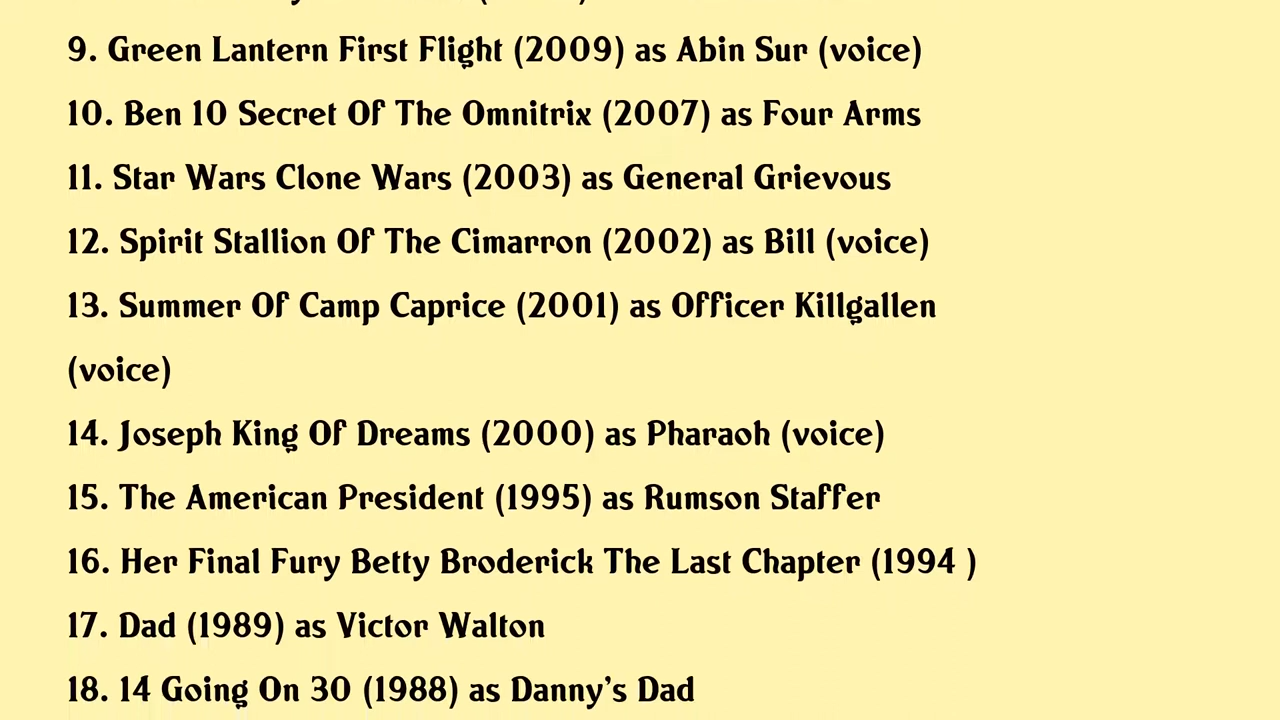 9. Green Lantern First Flight (2009) as Abin Sur (voice)
10. Ben 10 Secret Of The Omnitrix (2007) as Four Arms
11. Star Wars Clone Wars (2003) as General Grievous
12. Spirit Stallion Of The Cimarron (2002) as Bill (voice)
13. Summer Of Camp Caprice (2001) as Officer Killgallen
(voice)
14. Joseph King Of Dreams (2000) as Pharaoh (voice)
15. The American President (1995) as Rumson Staffer
16. Her Final Fury Betty Broderick The Last Chapter (1994 )
17. Dad (1989) as Victor Walton
18. 14 Going On 30 (1988) as Danny's Dad